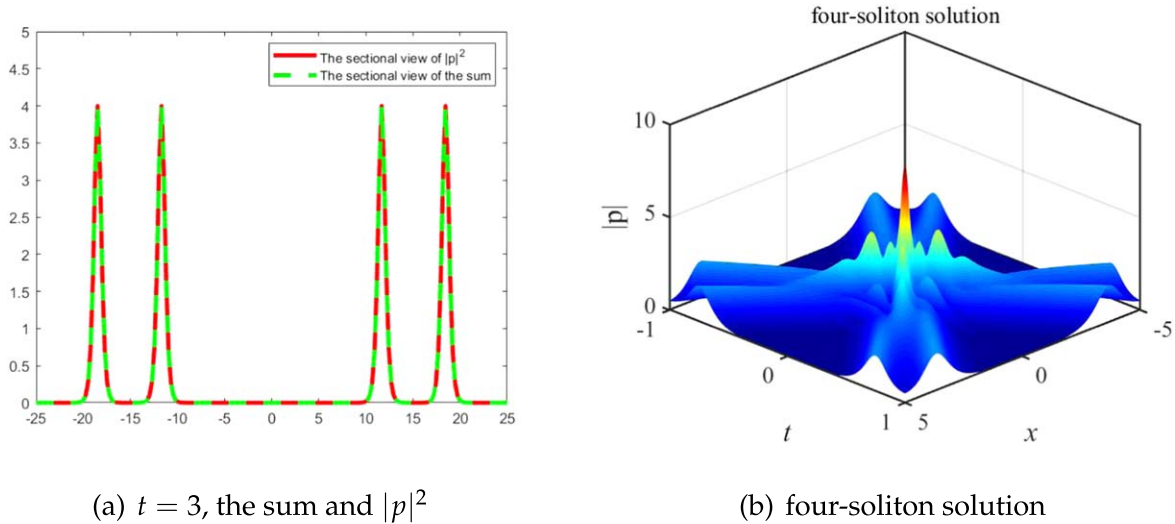 5
4.5
4
3.5
3
2.5
2
1.5
1
0.5
0
-25 -20 -15 -10 -5 0 5 10 15 20 25
The sectional view of |p|²
The sectional view of the sum
(a) t = 3, the sum and |p|²
four-soliton solution
10
5
0
|p|
-1 0 1
t
5 0 -5
x
(b) four-soliton solution